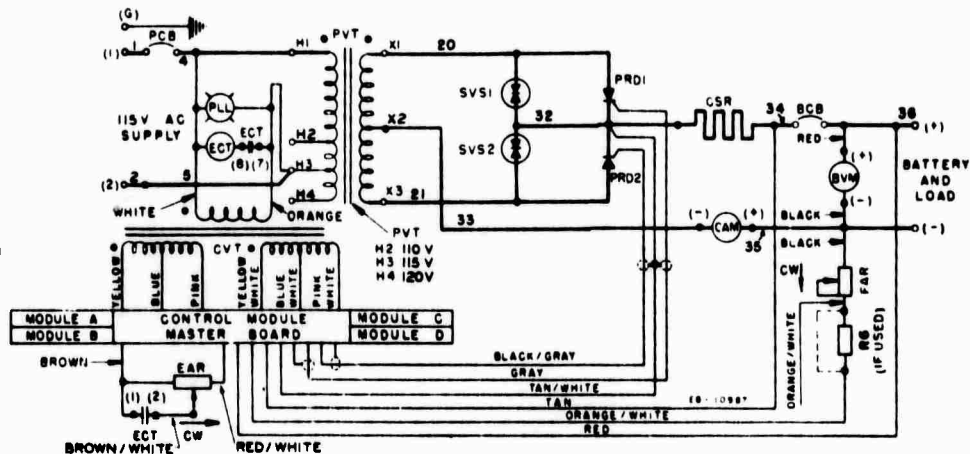 (G)
(1) 1 PCB 4 H1 PVT X1 20
PRD1
PLL SVS1 CSR 34 BCB 36
115V AC SUPPLY
ECT ECT (8)(7) H2 X2 32 RED (+)
SVS2 (+)
H3 PRD2 BVM BATTERY AND LOAD
(2) 2 5 H4 X3 21 (-)
WHITE ORANGE 33 (-) CAM (+) 35 BLACK (-)
BLACK
PVT
H2 110V
H3 115V
H4 120V
CVT
CW FAR
YELLOW BLUE PINK YELLOW WHITE BLUE WHITE PINK WHITE
MODULE A CONTROL MODULE MODULE C
MODULE B MASTER BOARD MODULE D
ORANGE/WHITE R6 (IF USED)
BROWN
BLACK/GRAY
GRAY
EAR
TAN/WHITE
TAN E8-10987
(1) (2)
ORANGE/WHITE
ECT CW
RED
BROWN/WHITE RED/WHITE